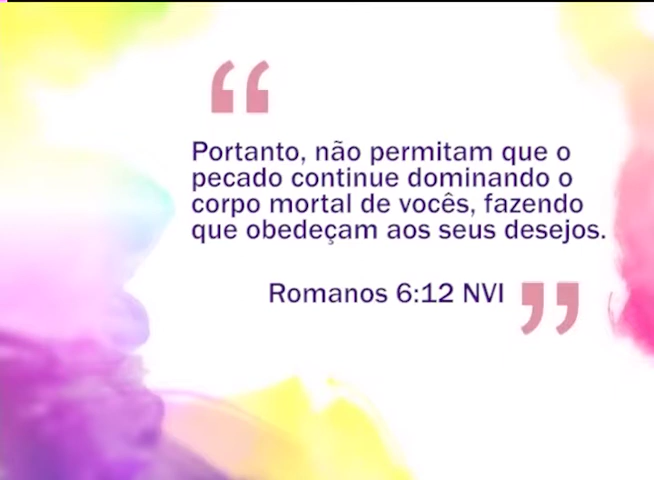 “
Portanto, não permitam que o
pecado continue dominando o
corpo mortal de vocês, fazendo
que obedeçam aos seus desejos.
Romanos 6:12 NVI ”